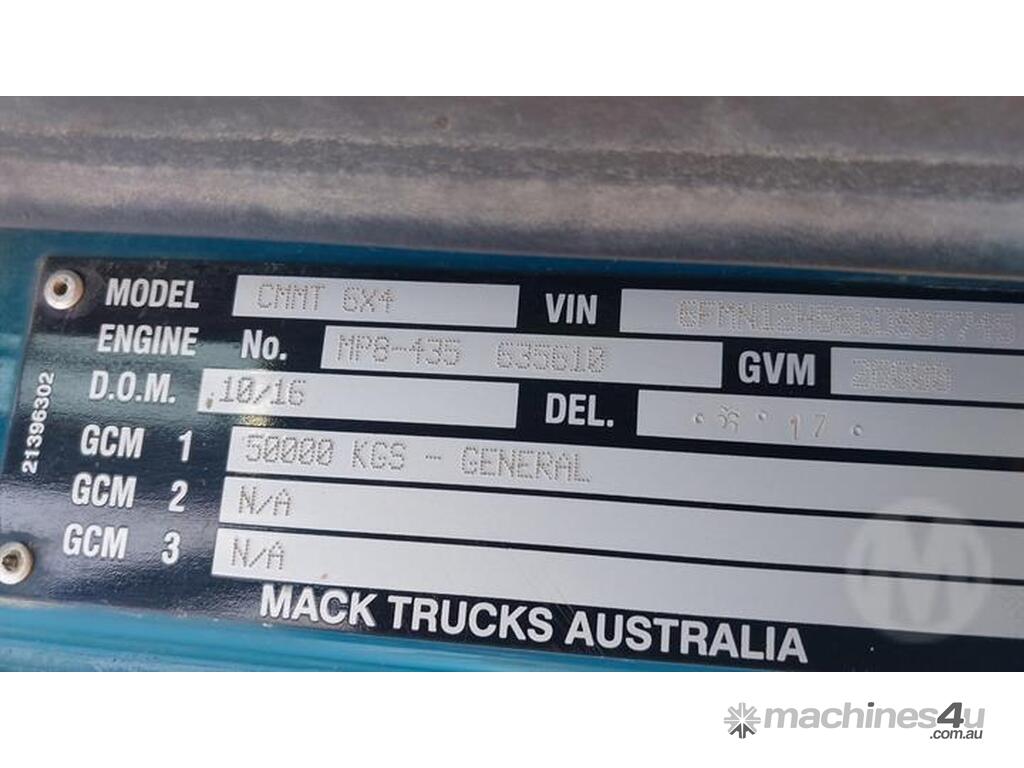 MODEL CMMT 6X4 VIN
ENGINE No. MP8-435 635610 GVM
D.O.M. 10/16 DEL. 17
GCM 1 50000 KGS - GENERAL
GCM 2 N/A
GCM 3 N/A
21396302
MACK TRUCKS AUSTRALIA
M
machines4u
.com.au